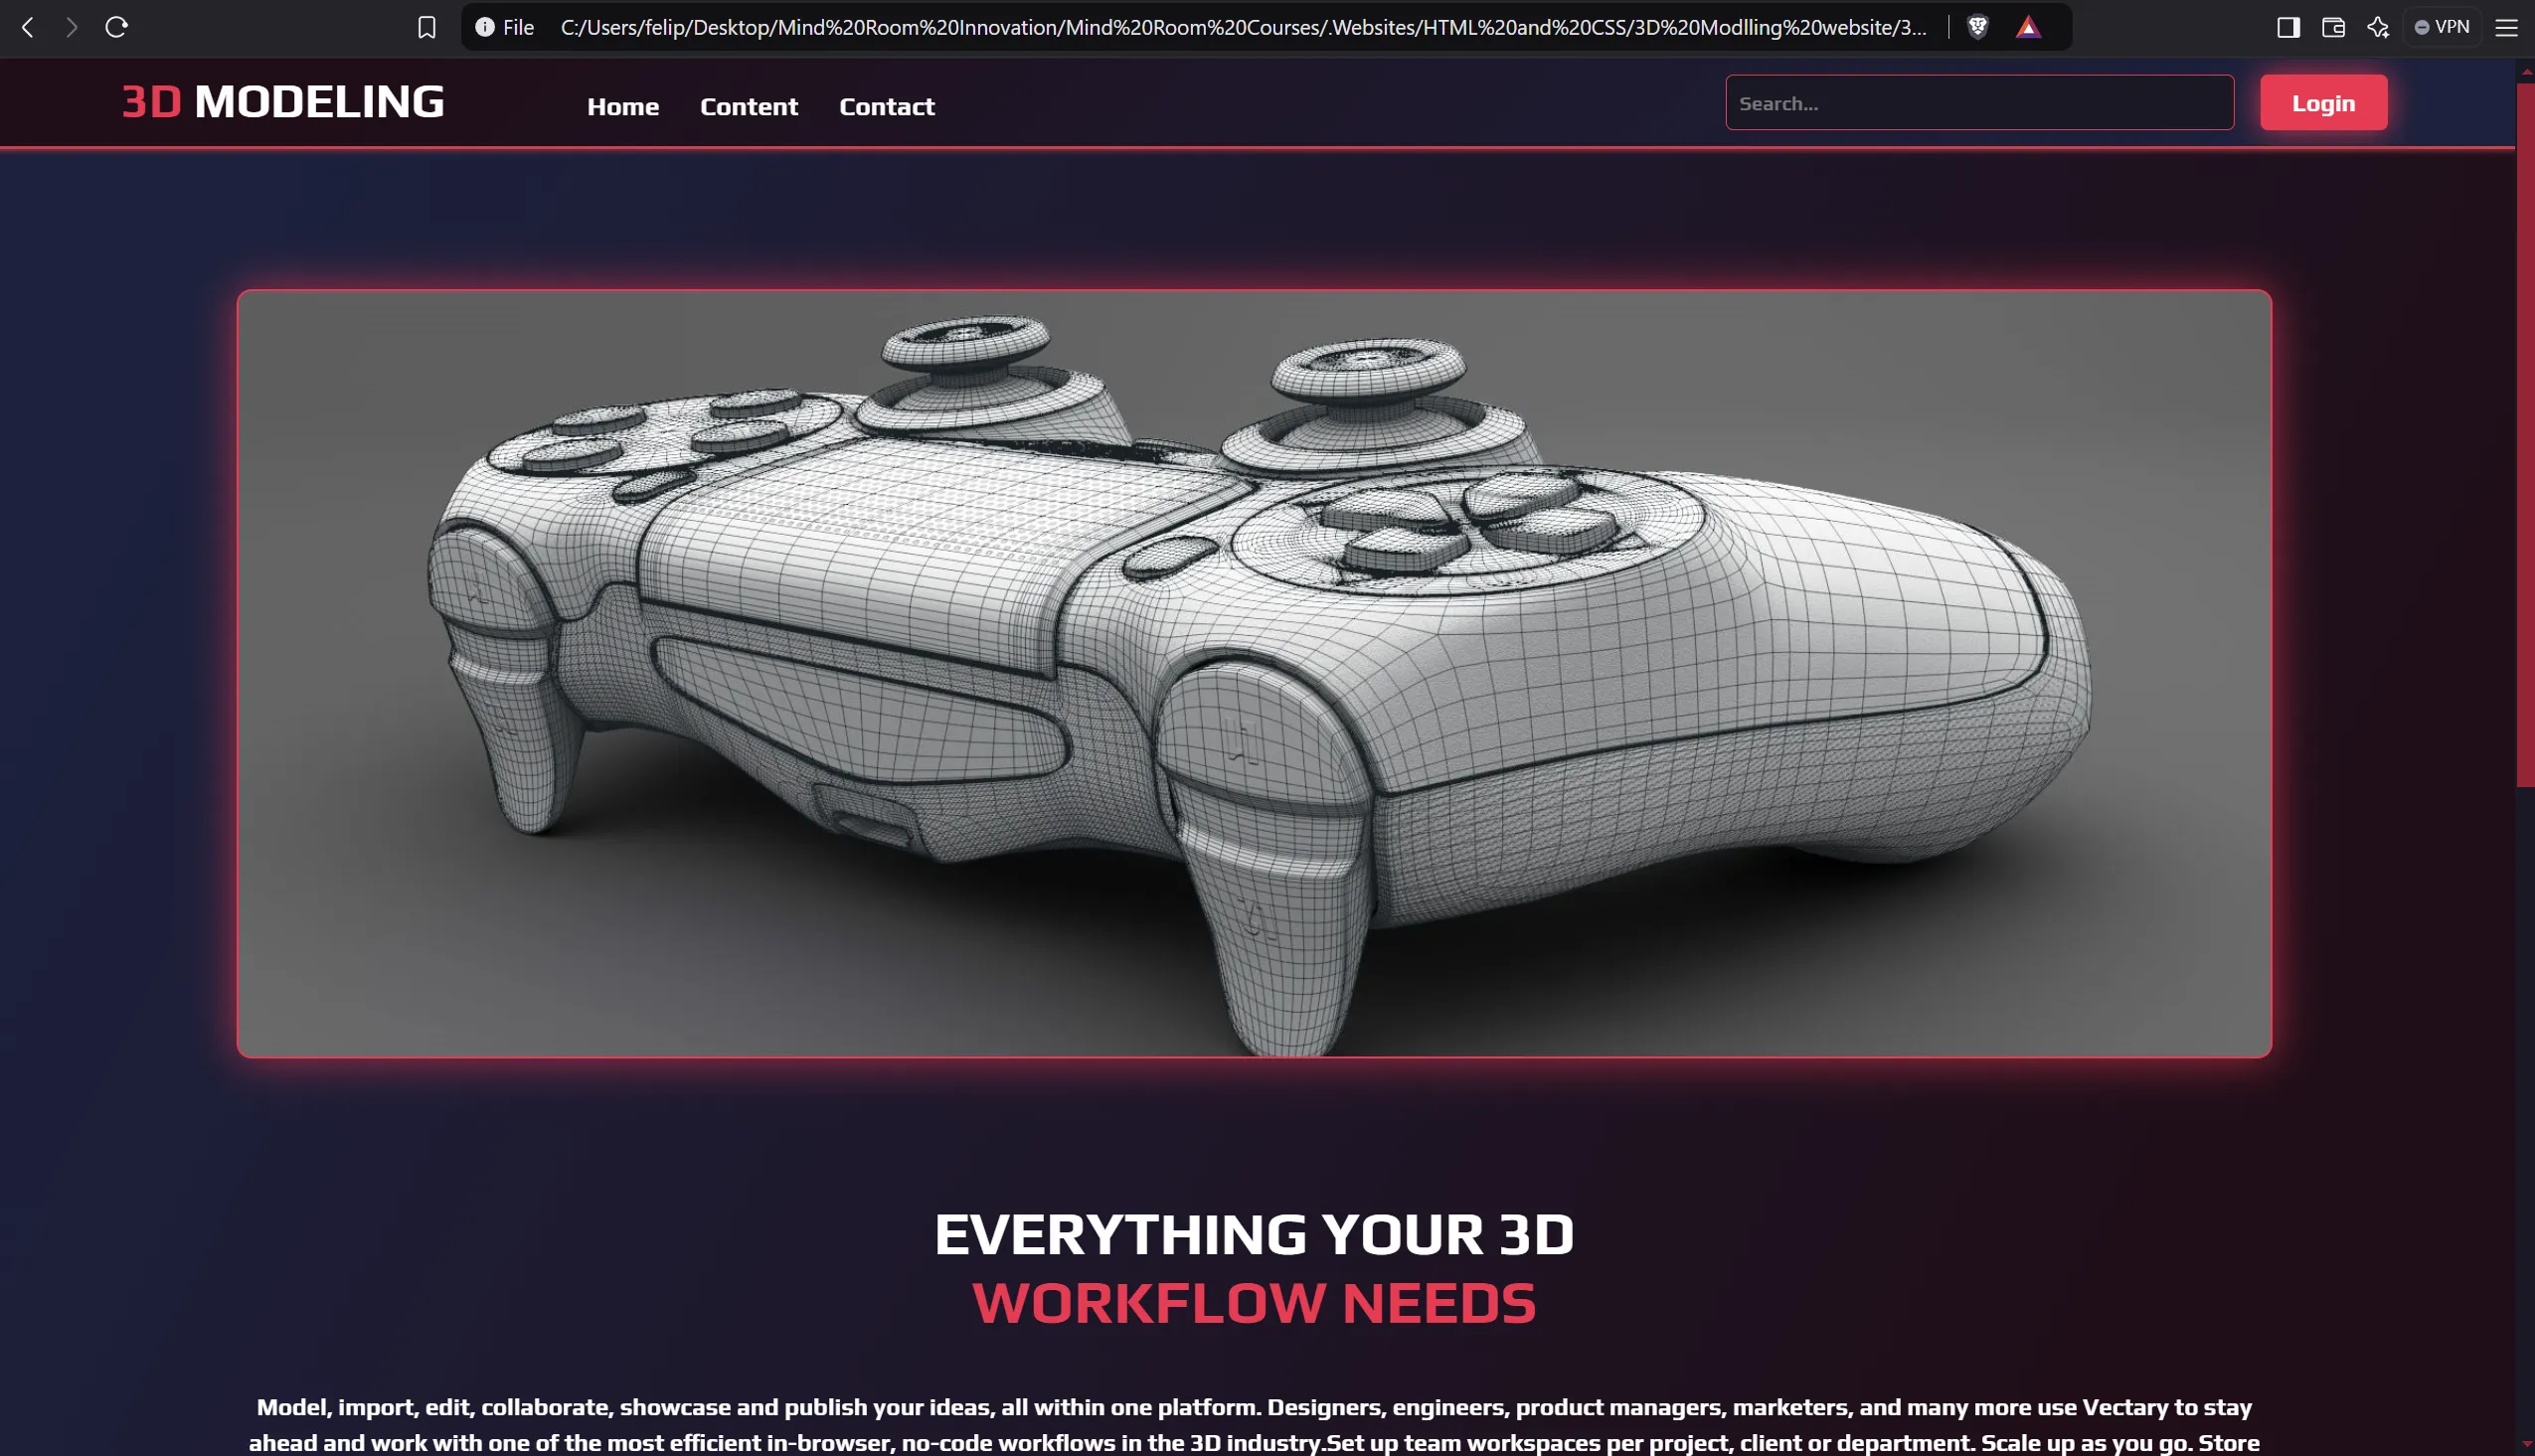 File C:/Users/felip/Desktop/Mind%20Room%20Innovation/Mind%20Room%20Courses/.Websites/HTML%20and%20CSS/3D%20Modlling%20website/3... VPN
3D MODELING Home Content Contact Search... Login
EVERYTHING YOUR 3D
WORKFLOW NEEDS
Model, import, edit, collaborate, showcase and publish your ideas, all within one platform. Designers, engineers, product managers, marketers, and many more use Vectary to stay
ahead and work with one of the most efficient in-browser, no-code workflows in the 3D industry.Set up team workspaces per project, client or department. Scale up as you go. Store